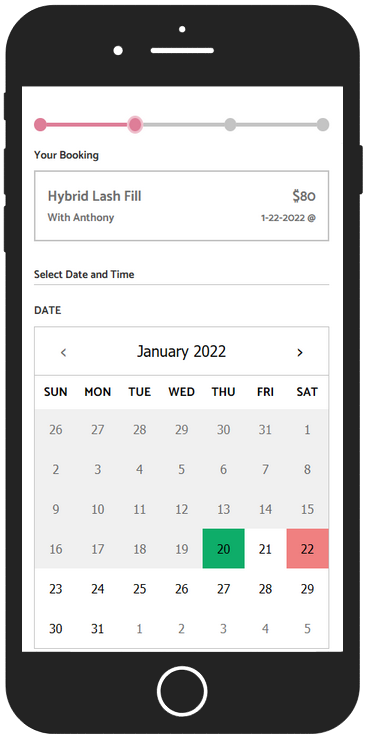 Your Booking
Hybrid Lash Fill $80
With Anthony 1-22-2022 @
Select Date and Time
DATE
‹ January 2022 ›
SUN MON TUE WED THU FRI SAT
26 27 28 29 30 31 1
2 3 4 5 6 7 8
9 10 11 12 13 14 15
16 17 18 19 20 21 22
23 24 25 26 27 28 29
30 31 1 2 3 4 5